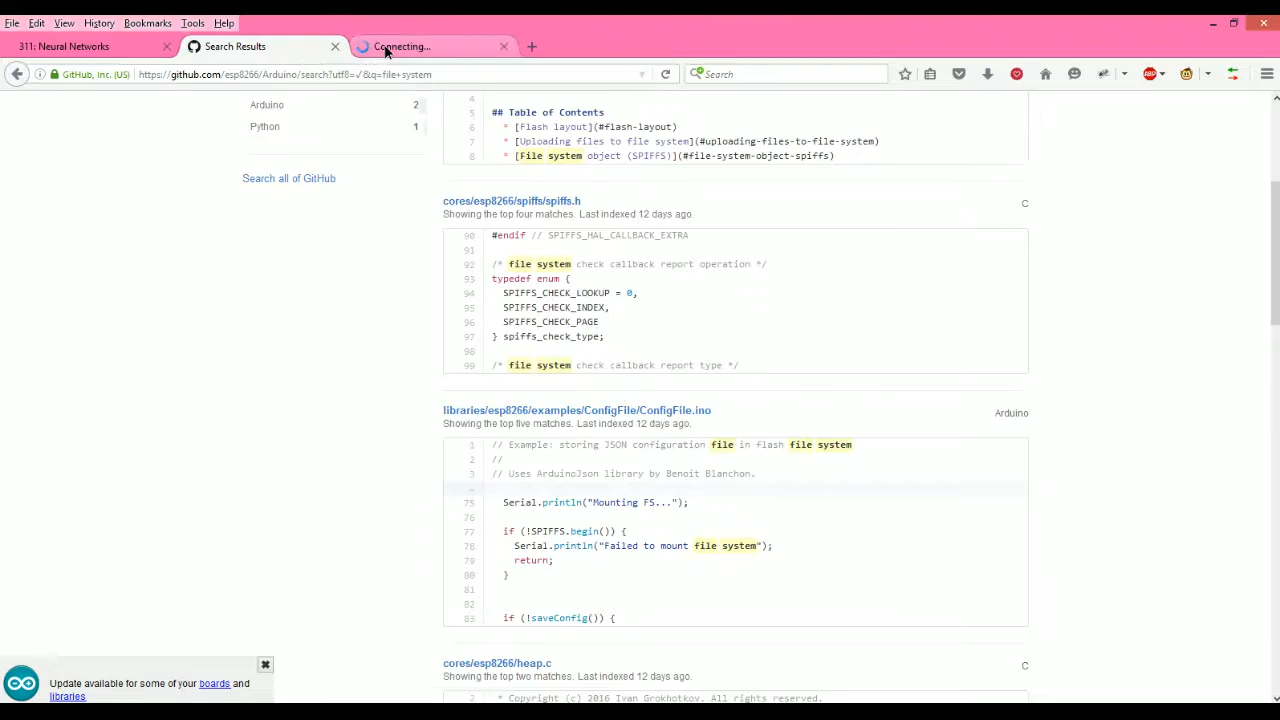 File Edit View History Bookmarks Tools Help
311: Neural Networks
Search Results
Connecting...
GitHub, Inc. (US) https://github.com/esp8266/Arduino/search?utf8=✓&q=file+system
Search
ABP
Arduino 2
Python 1
Search all of GitHub
4
5 ## Table of Contents
6 * [Flash layout](#flash-layout)
7 * [Uploading files to file system](#uploading-files-to-file-system)
8 * [File system object (SPIFFS)](#file-system-object-spiffs)
cores/esp8266/spiffs/spiffs.h
C
Showing the top four matches. Last indexed 12 days ago.
90 #endif // SPIFFS_HAL_CALLBACK_EXTRA
91
92 /* file system check callback report operation */
93 typedef enum {
94 SPIFFS_CHECK_LOOKUP = 0,
95 SPIFFS_CHECK_INDEX,
96 SPIFFS_CHECK_PAGE
97 } spiffs_check_type;
98
99 /* file system check callback report type */
libraries/esp8266/examples/ConfigFile/ConfigFile.ino
Arduino
Showing the top five matches. Last indexed 12 days ago.
1 // Example: storing JSON configuration file in flash file system
2 //
3 // Uses ArduinoJson library by Benoit Blanchon.
75 Serial.println("Mounting FS...");
76
77 if (!SPIFFS.begin()) {
78 Serial.println("Failed to mount file system");
79 return;
80 }
81
82
83 if (!saveConfig()) {
cores/esp8266/heap.c
C
Showing the top two matches. Last indexed 12 days ago.
2 * Copyright (c) 2016 Ivan Grokhotkov. All rights reserved.
Update available for some of your boards and
libraries